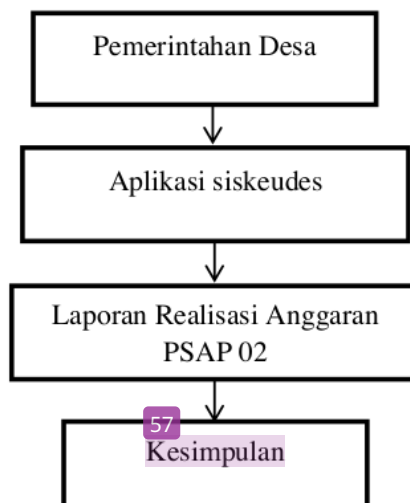 Pemerintahan Desa
Aplikasi siskeudes
Laporan Realisasi Anggaran
PSAP 02
57
Kesimpulan